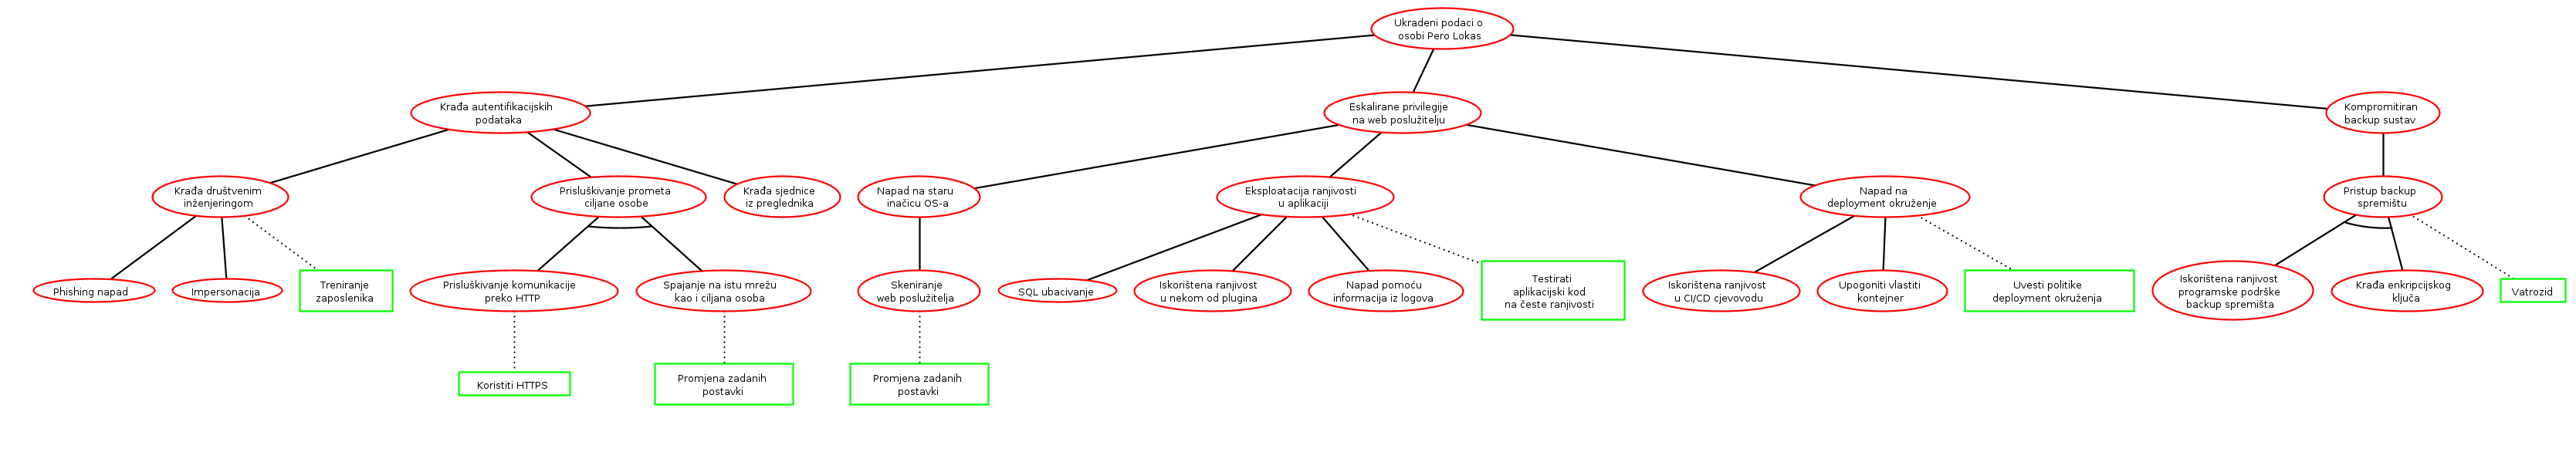 Ukradeni podaci o
osobi Pero Lokas
Krađa autentifikacijskih
podataka
Eskalirane privilegije
na web poslužitelju
Kompromitiran
backup sustav
Krađa društvenim
inženjeringom
Prisluškivanje prometa
ciljane osobe
Krađa sjednice
iz preglednika
Napad na staru
inačicu OS-a
Eksploatacija ranjivosti
u aplikaciji
Napad na
deployment okruženje
Pristup backup
spremištu
Phishing napad
Impersonacija
Treniranje
zaposlenika
Prisluškivanje komunikacije
preko HTTP
Spajanje na istu mrežu
kao i ciljana osoba
Skeniranje
web poslužitelja
SQL ubacivanje
Iskorištena ranjivost
u nekom od plugina
Napad pomoću
informacija iz logova
Testirati
aplikacijski kod
na česte ranjivosti
Iskorištena ranjivost
u CI/CD cjevovodu
Upogoniti vlastiti
kontejner
Uvesti politike
deployment okruženja
Iskorištena ranjivost
programske podrške
backup spremišta
Krađa enkripcijskog
ključa
Vatrozid
Koristiti HTTPS
Promjena zadanih
postavki
Promjena zadanih
postavki